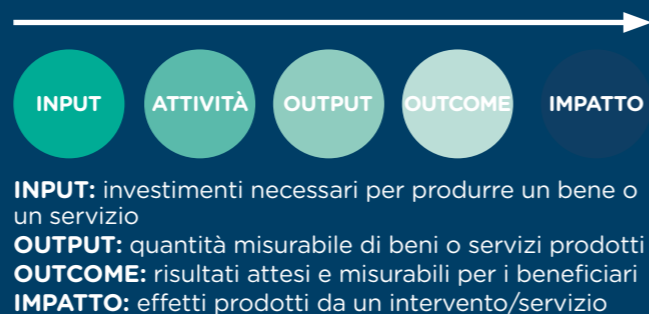 INPUT ATTIVITÀ OUTPUT OUTCOME IMPATTO
INPUT: investimenti necessari per produrre un bene o
un servizio
OUTPUT: quantità misurabile di beni o servizi prodotti
OUTCOME: risultati attesi e misurabili per i beneficiari
IMPATTO: effetti prodotti da un intervento/servizio